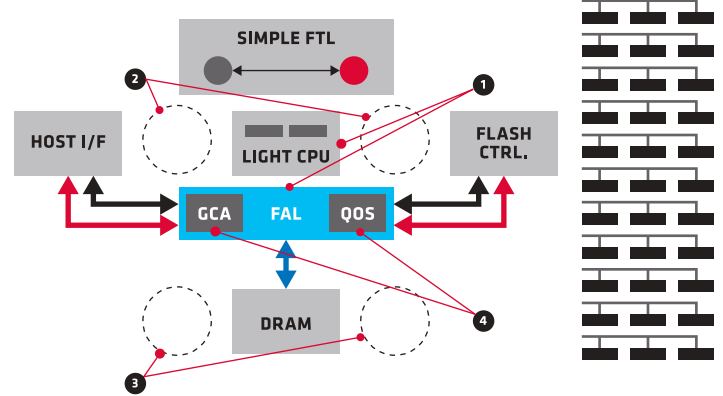 SIMPLE FTL
2
1
HOST I/F
LIGHT CPU
FLASH
CTRL.
GCA
FAL
QOS
DRAM
4
3